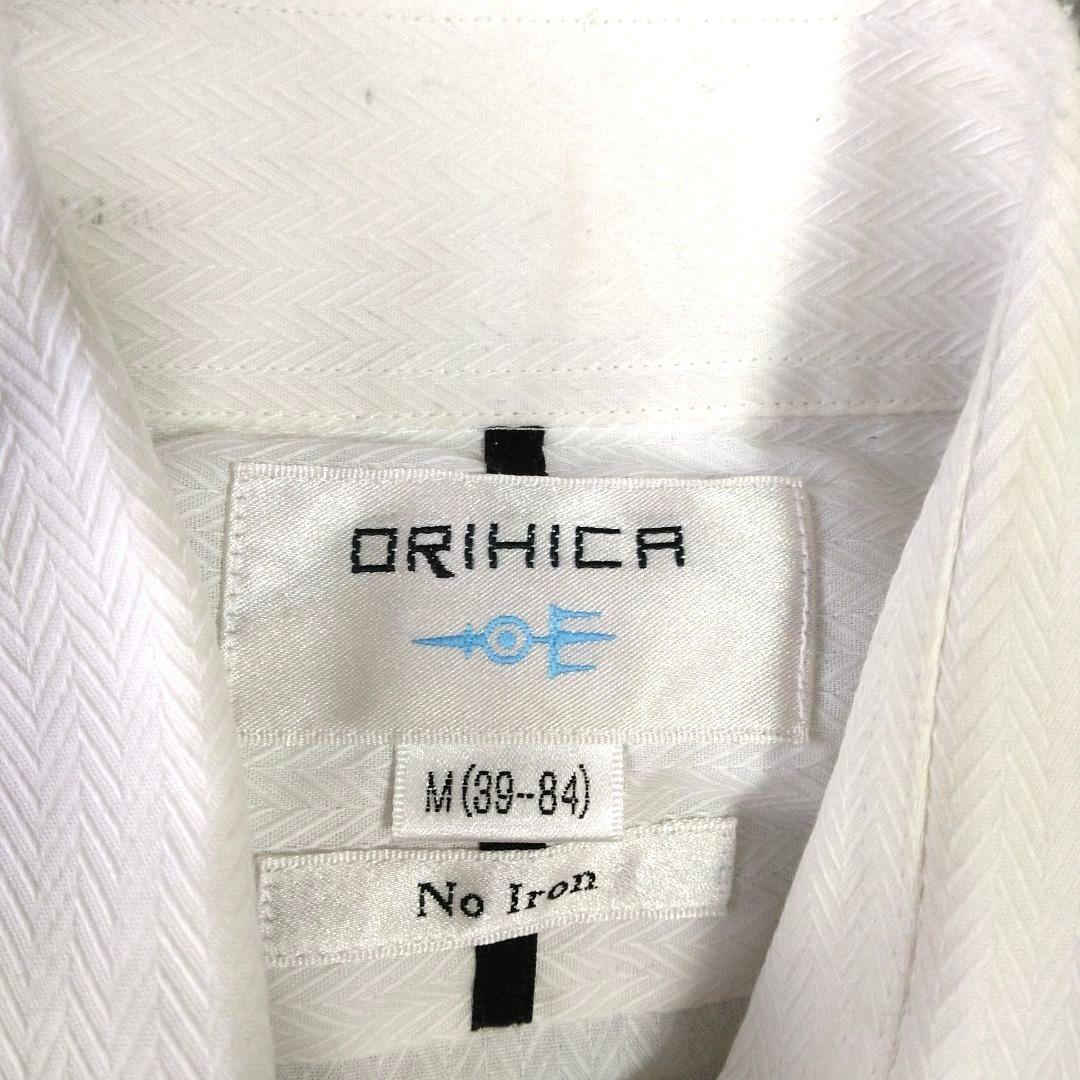 ORIHICA
M(39-84)
No Iron